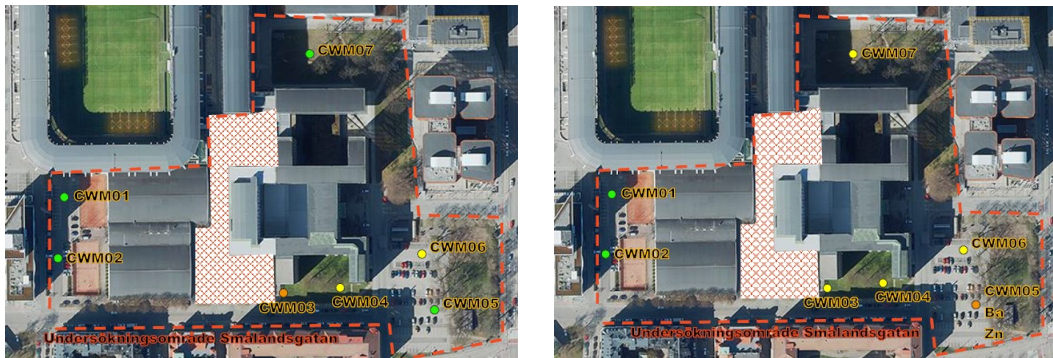 CWM07
CWM01
CWM06
CWM02
CWM03
CWM04
CWM05
Undersökningsområde Smålandsgatan
CWM07
CWM01
CWM06
CWM02
CWM03
CWM04
CWM05
Ba
Undersökningsområde Smålandsgatan
Zn